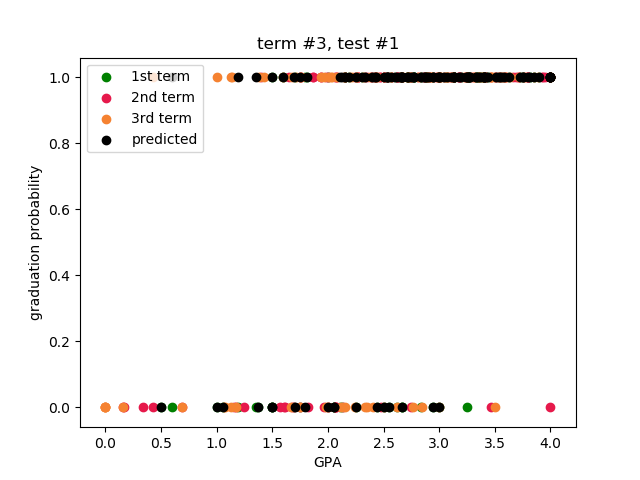 term #3, test #1
1st term
2nd term
3rd term
predicted
graduation probability
1.0
0.8
0.6
0.4
0.2
0.0
0.0 0.5 1.0 1.5 2.0 2.5 3.0 3.5 4.0
GPA